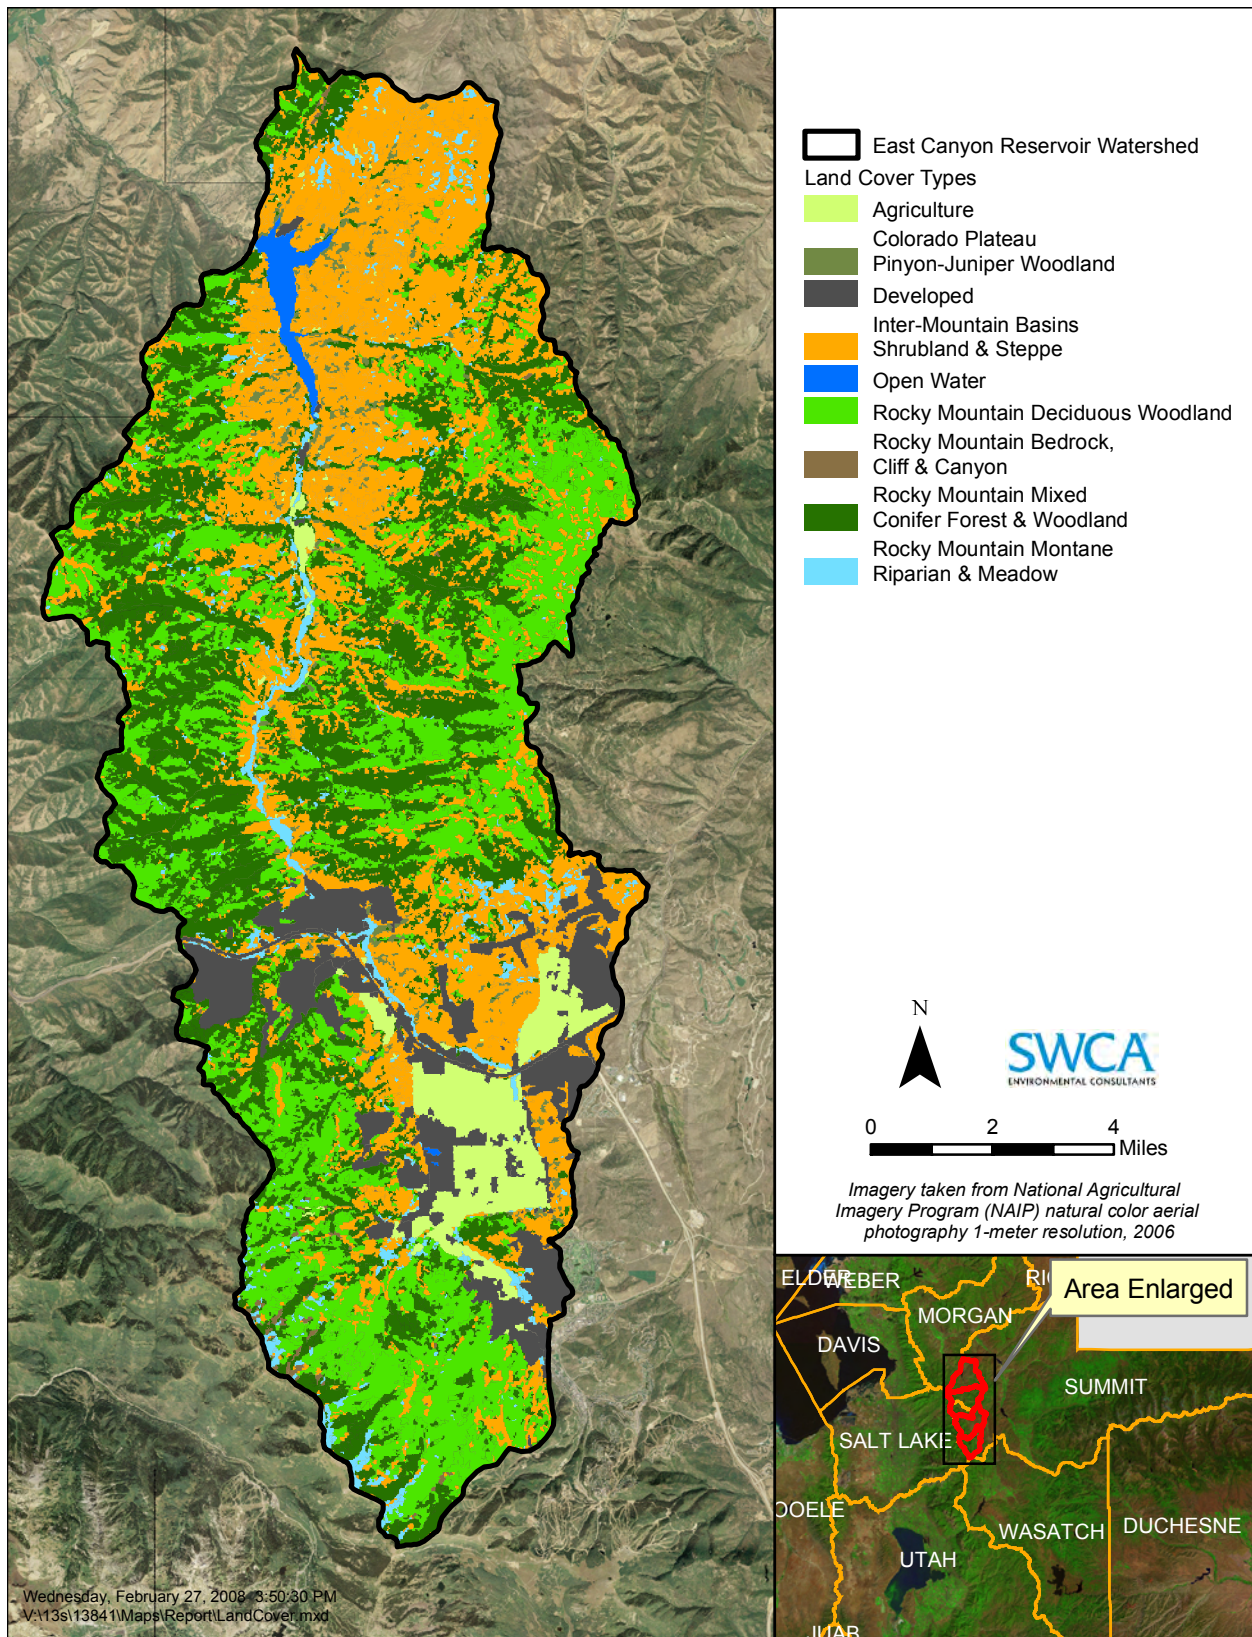 East Canyon Reservoir Watershed
Land Cover Types
Agriculture
Colorado Plateau
Pinyon-Juniper Woodland
Developed
Inter-Mountain Basins
Shrubland & Steppe
Open Water
Rocky Mountain Deciduous Woodland
Rocky Mountain Bedrock,
Cliff & Canyon
Rocky Mountain Mixed
Conifer Forest & Woodland
Rocky Mountain Montane
Riparian & Meadow
N
SWCA
ENVIRONMENTAL CONSULTANTS
0 2 4
Miles
Imagery taken from National Agricultural
Imagery Program (NAIP) natural color aerial
photography 1-meter resolution, 2006
ELDER
WEBER
RIC
Area Enlarged
MORGAN
DAVIS
SUMMIT
SALT LAKE
OOELE
WASATCH
DUCHESNE
UTAH
JUAB
Wednesday, February 27, 2008 3:50:30 PM
V:\13s\13841\Maps\Report\LandCover.mxd